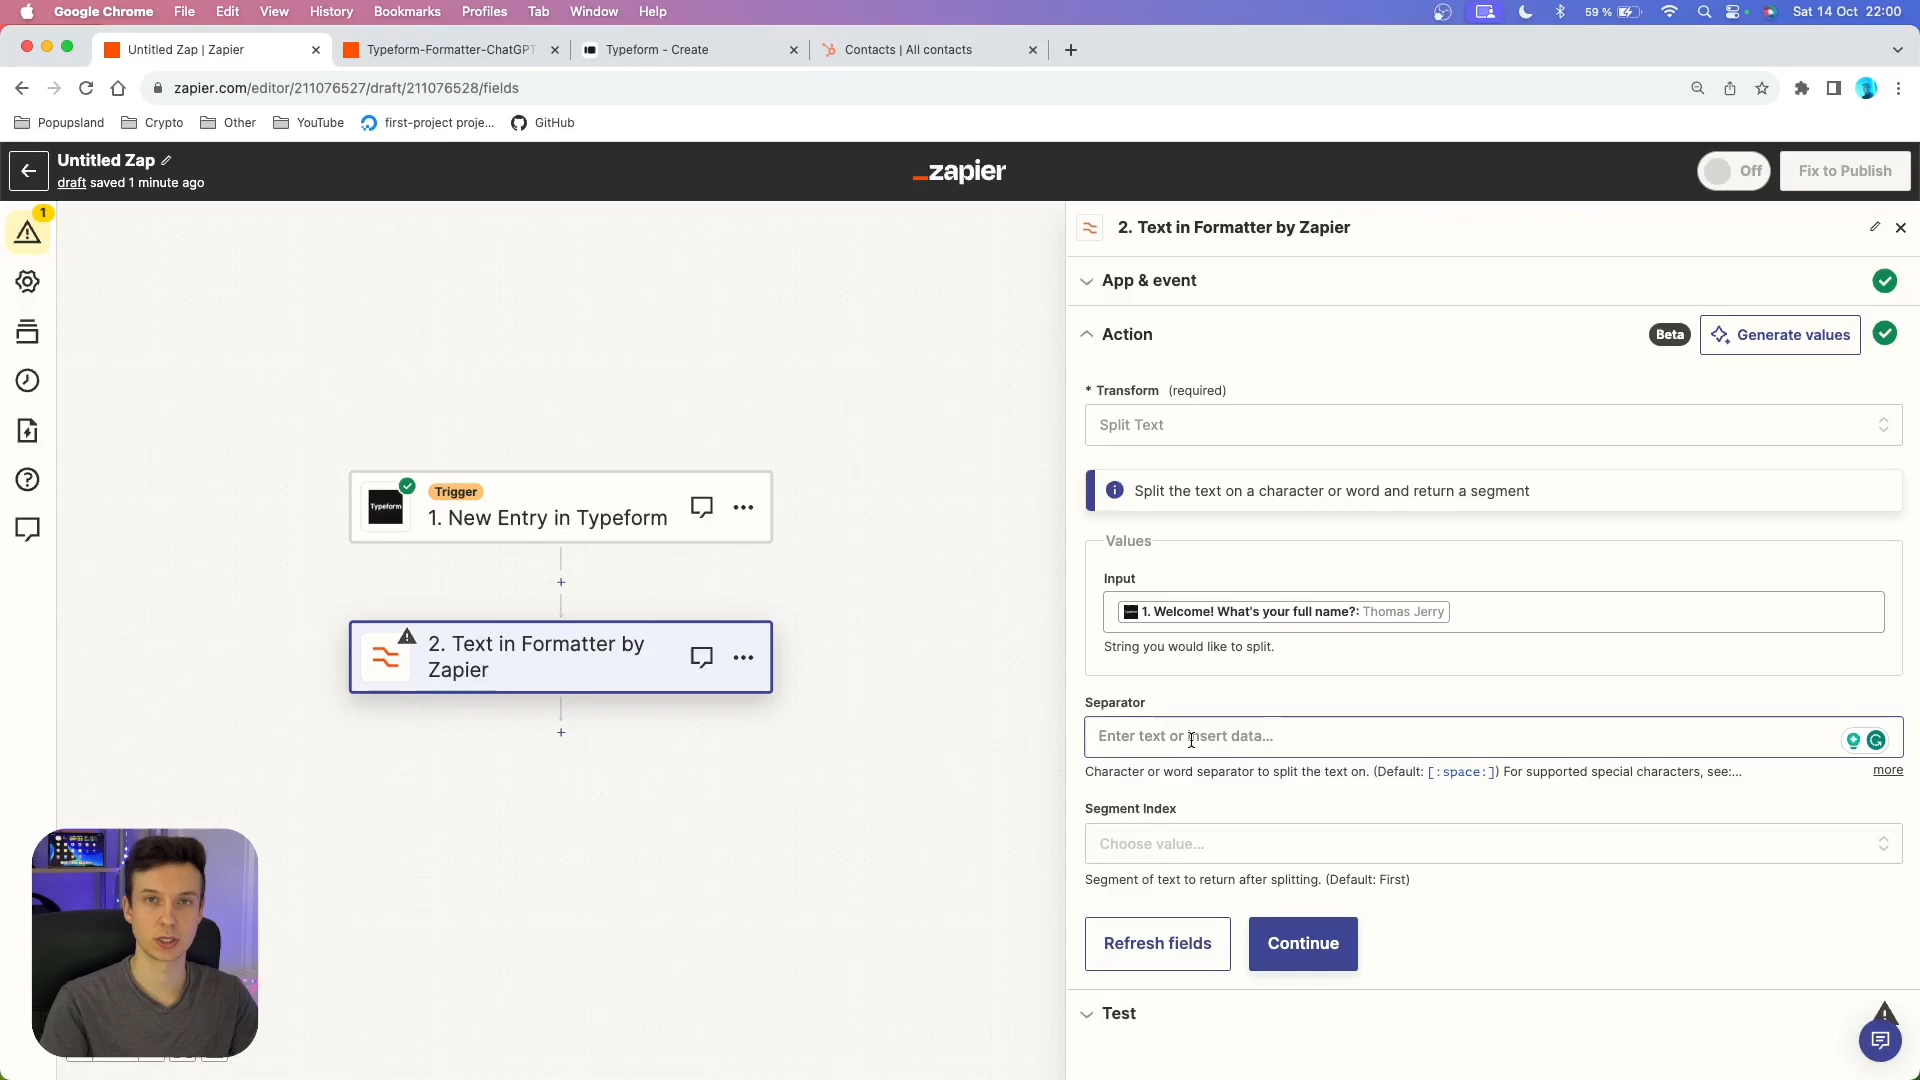 Google Chrome File Edit View History Bookmarks Profiles Tab Window Help 59 % Sat 14 Oct 22:00
Untitled Zap | Zapier
Typeform-Formatter-ChatGPT
Typeform - Create
Contacts | All contacts
zapier.com/editor/211076527/draft/211076528/fields
Popupsland Crypto Other YouTube first-project proje... GitHub
Untitled Zap
draft saved 1 minute ago
_zapier
Off
Fix to Publish
1
2. Text in Formatter by Zapier
App & event
Action
Beta
Generate values
* Transform (required)
Split Text
Split the text on a character or word and return a segment
Values
Input
1. Welcome! What's your full name?: Thomas Jerry
String you would like to split.
Separator
Enter text or insert data...
Character or word separator to split the text on. (Default: [:space:]) For supported special characters, see:...
more
Segment Index
Choose value...
Segment of text to return after splitting. (Default: First)
Refresh fields
Continue
Test
Typeform
Trigger
1. New Entry in Typeform
+
2. Text in Formatter by
Zapier
+